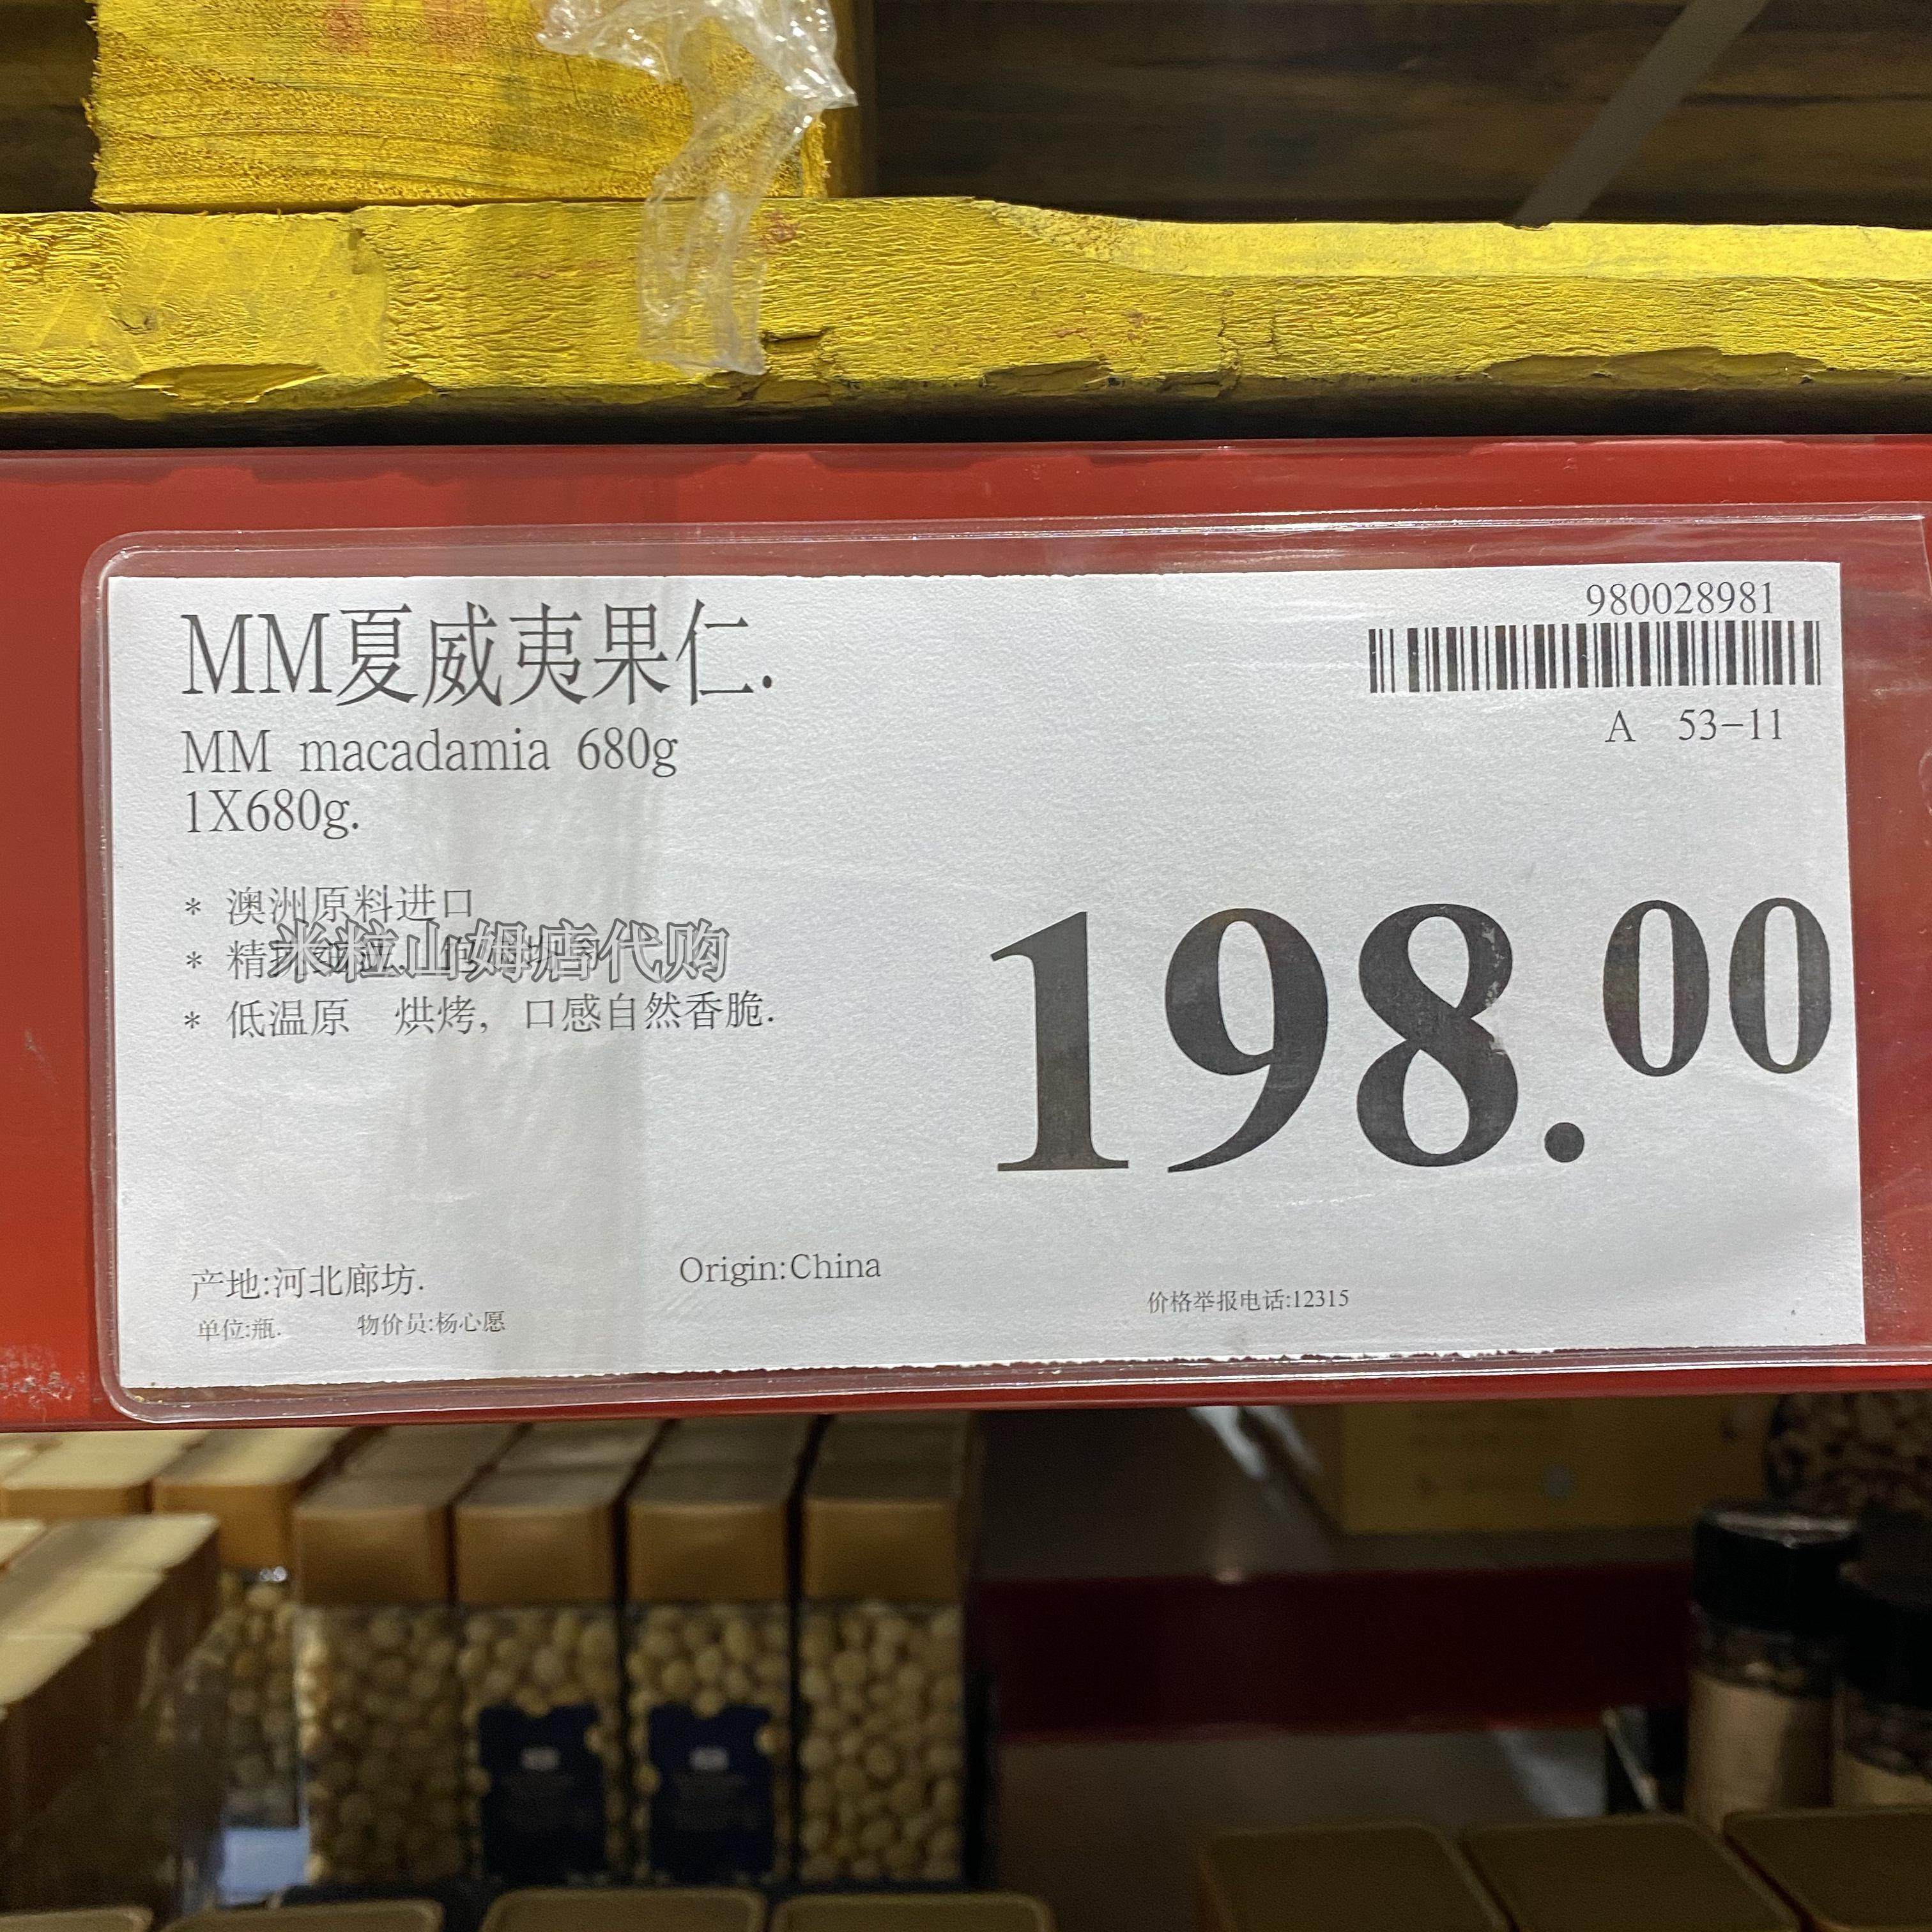 MM夏威夷果仁.
980028981
MM macadamia 680g
A 53-11
1X680g.
* 澳洲原料进口
* 精
米粒山姆店代购
* 低温原 烘烤, 口感自然香脆.
198.00
产地:河北廊坊.
Origin:China
单位:瓶.
物价员:杨心愿
价格举报电话:12315